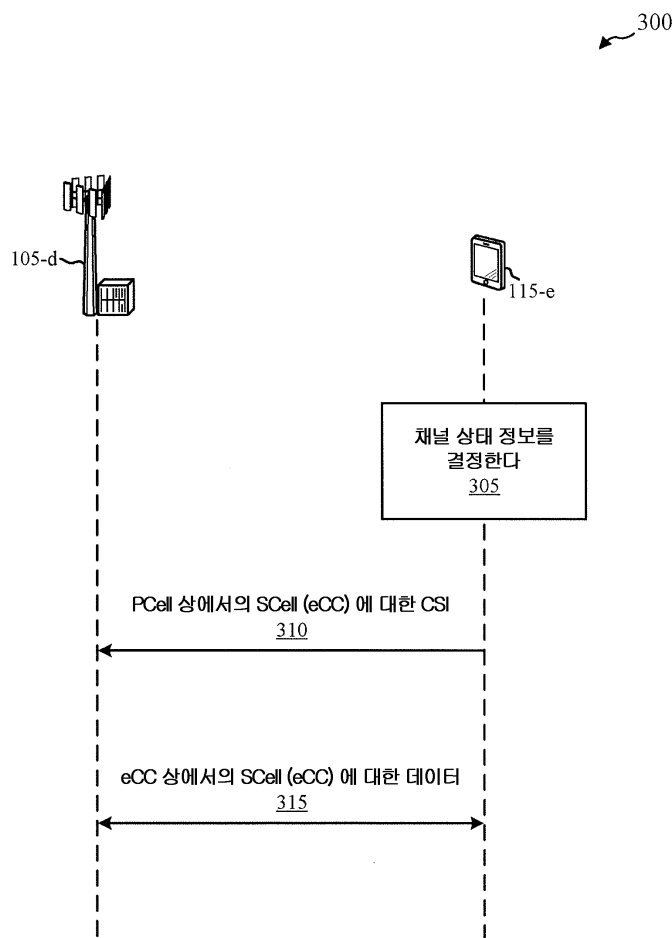 300
105-d
115-e
채널 상태 정보를
결정한다
305
PCell 상에서의 SCell (eCC) 에 대한 CSI
310
eCC 상에서의 SCell (eCC) 에 대한 데이터
315